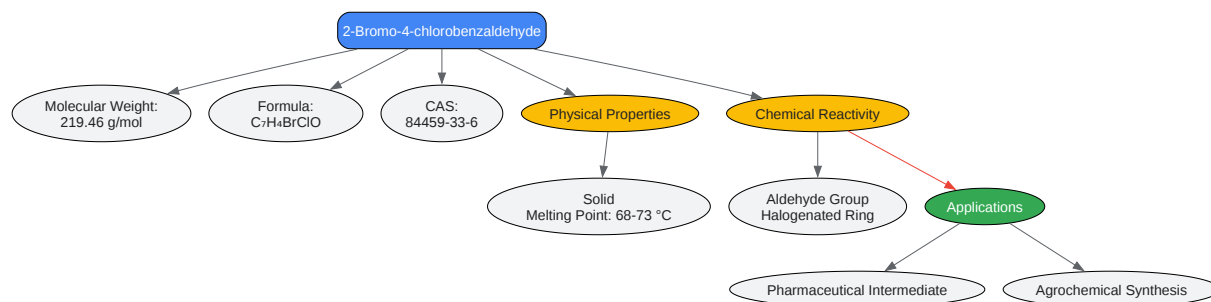 2-Bromo-4-chlorobenzaldehyde
Molecular Weight:
219.46 g/mol
Formula:
C₇H₄BrClO
CAS:
84459-33-6
Physical Properties
Chemical Reactivity
Solid
Melting Point: 68-73 °C
Aldehyde Group
Halogenated Ring
Applications
Pharmaceutical Intermediate
Agrochemical Synthesis